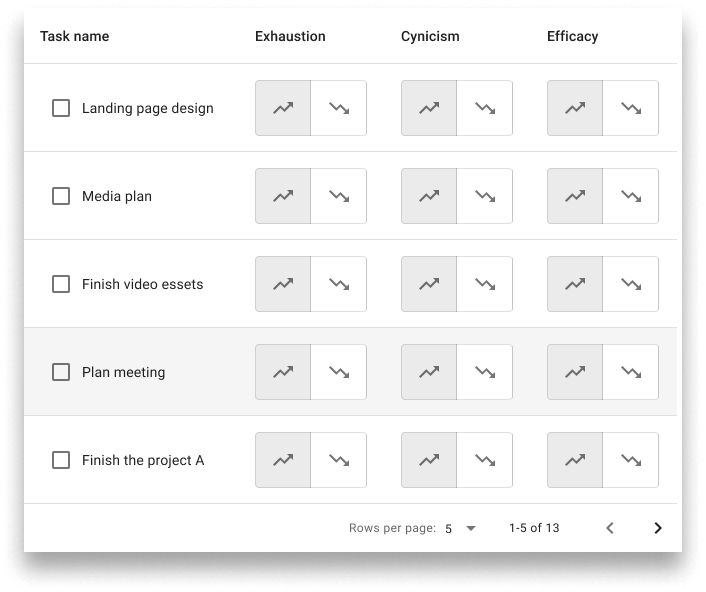 Task name Exhaustion Cynicism Efficacy
Landing page design
Media plan
Finish video essets
Plan meeting
Finish the project A
Rows per page: 5 1-5 of 13